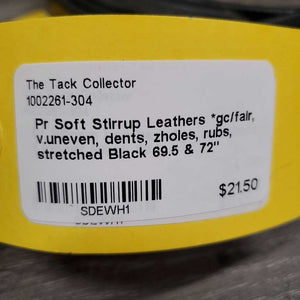 The Tack Collector
1002261-304
Pr Soft Stirrup Leathers *gc/fair,
v.uneven, dents, zholes, rubs,
stretched Black 69.5 & 72"
$21.50
SDEWH1